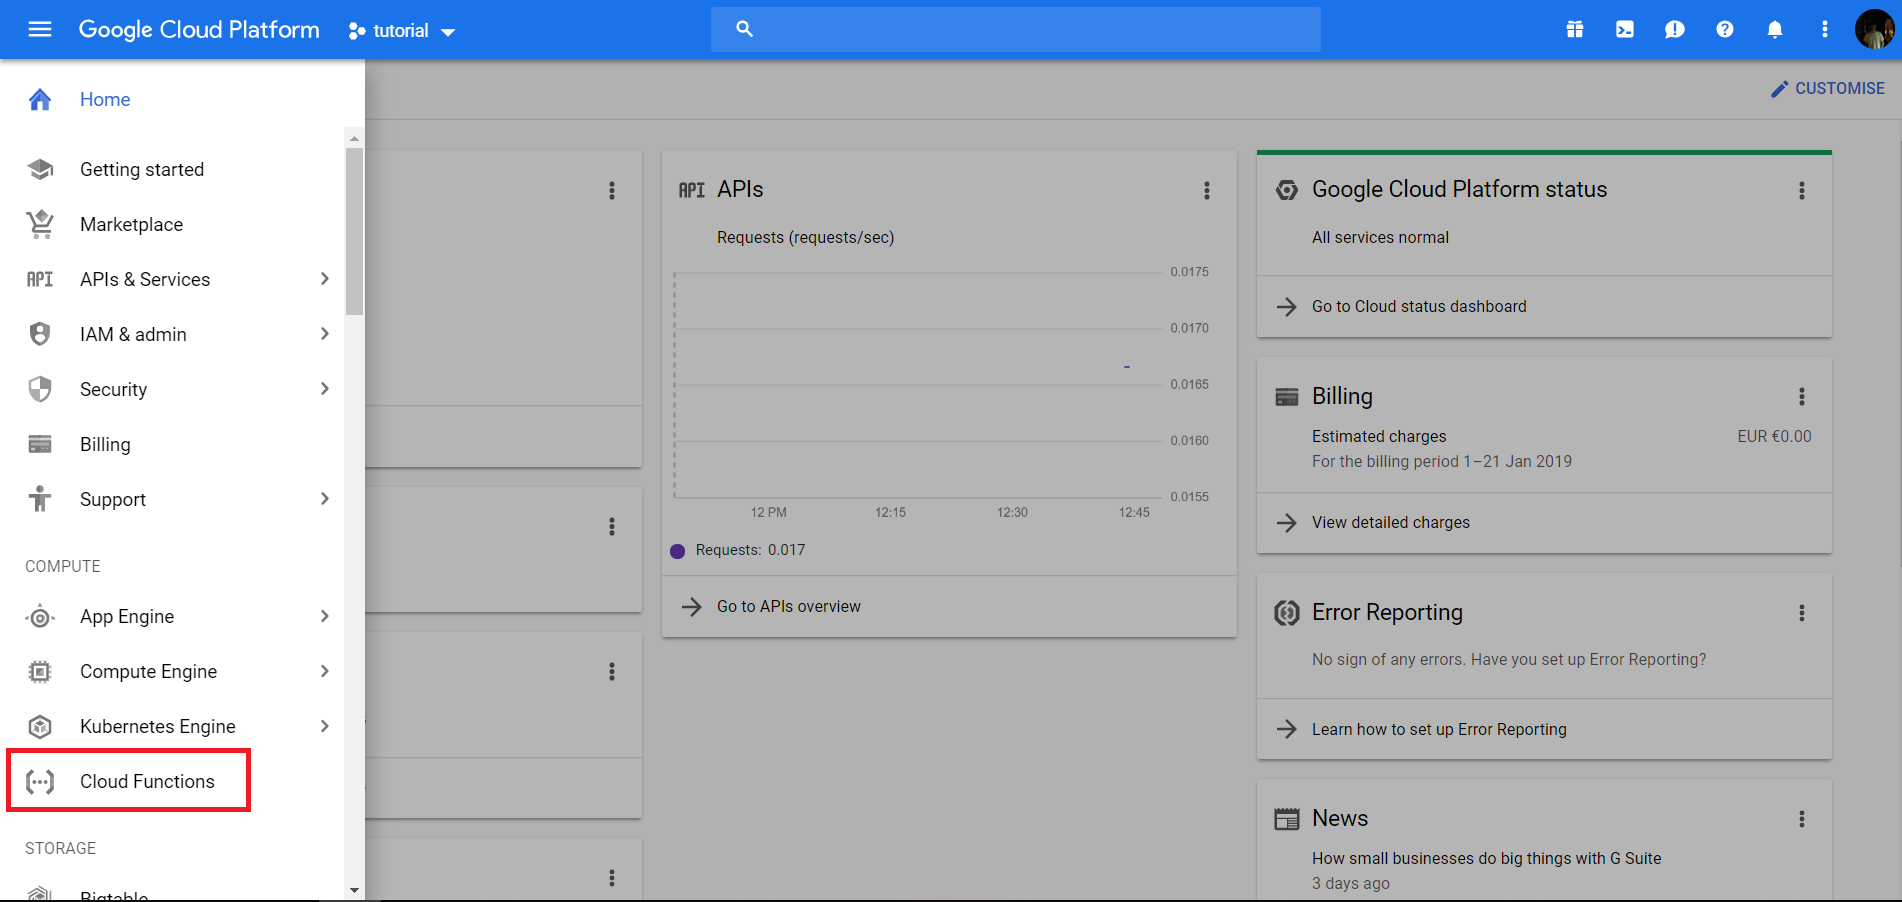 Google Cloud Platform
tutorial
CUSTOMISE
Home
Getting started
Marketplace
API APIs & Services
IAM & admin
Security
Billing
Support
COMPUTE
App Engine
Compute Engine
Kubernetes Engine
Cloud Functions
STORAGE
Bigtable
API APIs
Requests (requests/sec)
0.0175
0.0170
0.0165
0.0160
0.0155
12 PM 12:15 12:30 12:45
Requests: 0.017
Go to APIs overview
Google Cloud Platform status
All services normal
Go to Cloud status dashboard
Billing
Estimated charges EUR €0.00
For the billing period 1–21 Jan 2019
View detailed charges
Error Reporting
No sign of any errors. Have you set up Error Reporting?
Learn how to set up Error Reporting
News
How small businesses do big things with G Suite
3 days ago